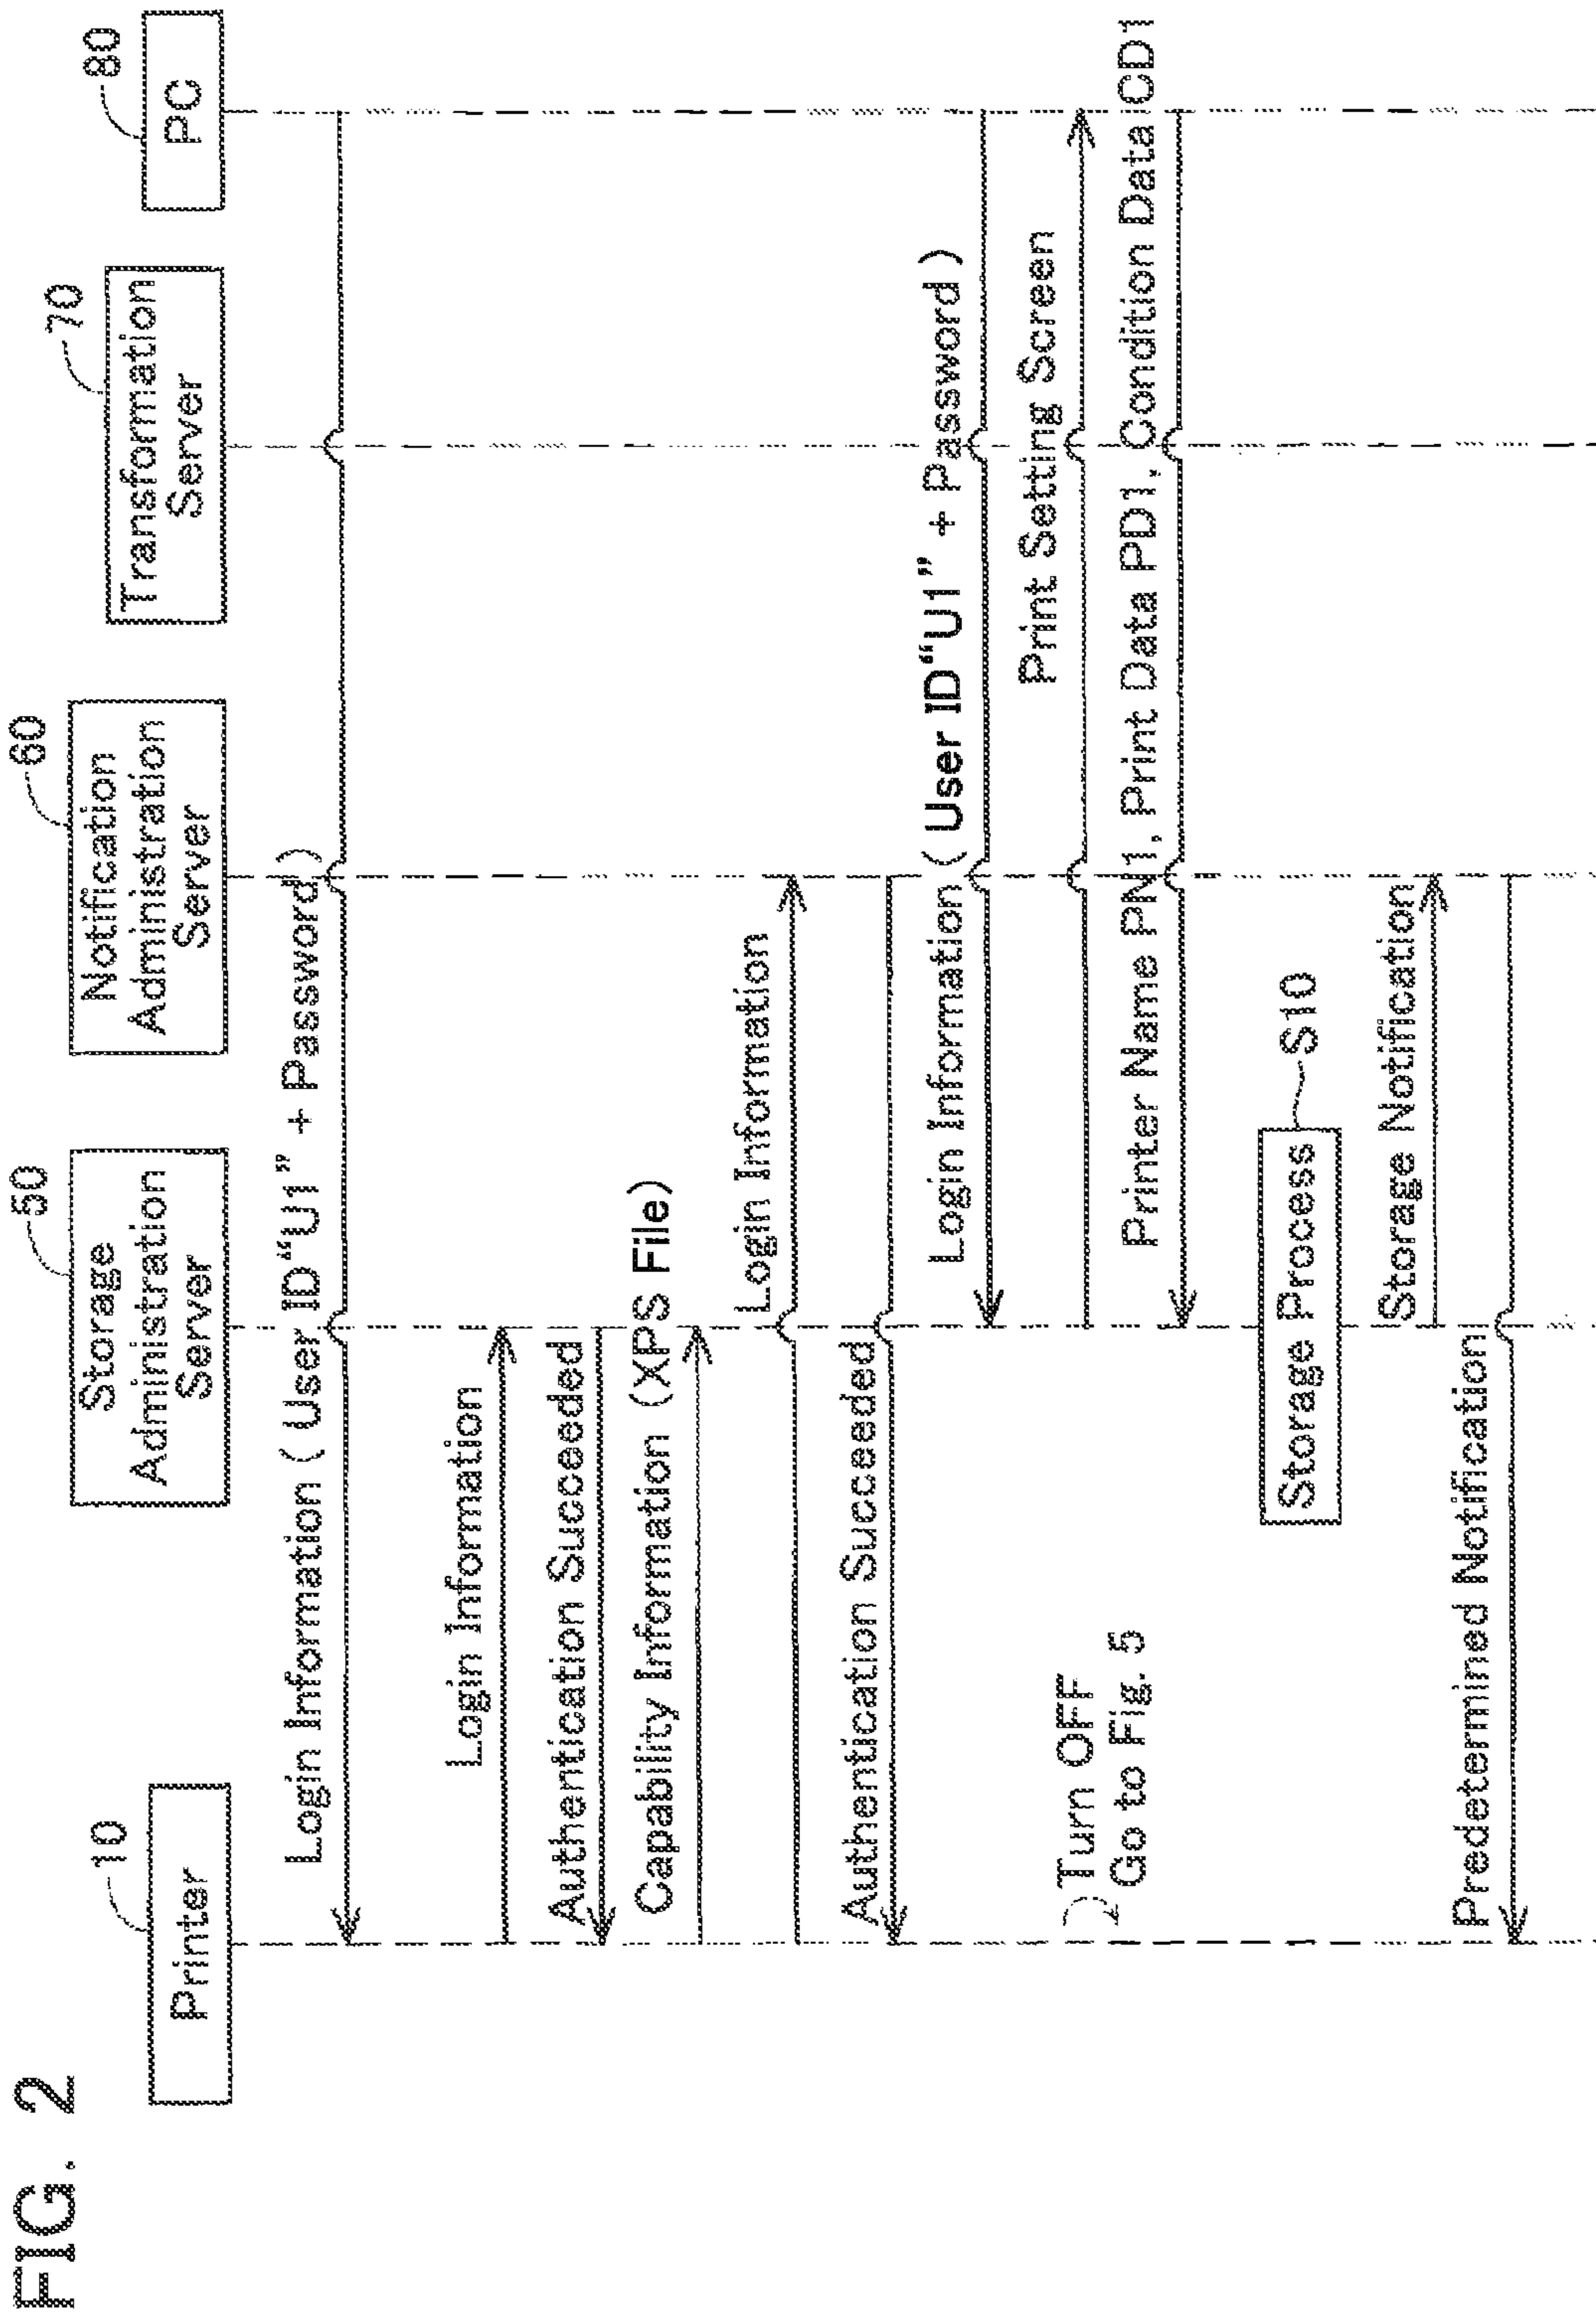 FIG. 2
10
Printer
50
Storage
Administration
Server
60
Notification
Administration
Server
70
Transformation
Server
80
PC
Login Information ( User ID“U1” + Password )
Login Information
Authentication Succeeded
Capability Information (XPS File)
Login Information
Authentication Succeeded
Login Information ( User ID“U1” + Password )
Turn OFF
Go to Fig. 5
Print Setting Screen
Printer Name PN1, Print Data PD1, Condition Data CD1
Storage Process
S10
Storage Notification
Predetermined Notification